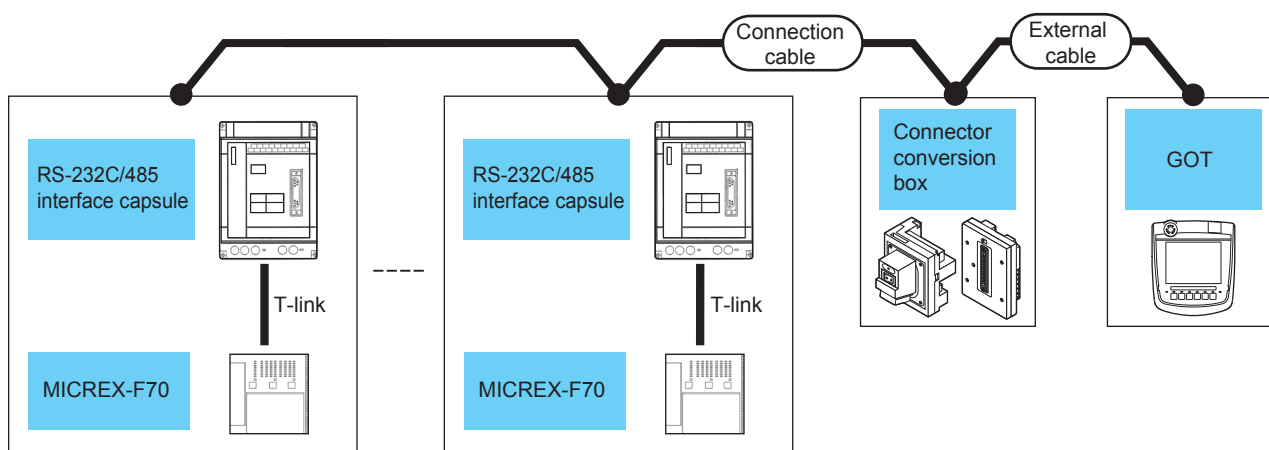 Connection
cable
External
cable
RS-232C/485
interface capsule
T-link
MICREX-F70
RS-232C/485
interface capsule
T-link
MICREX-F70
Connector
conversion
box
GOT